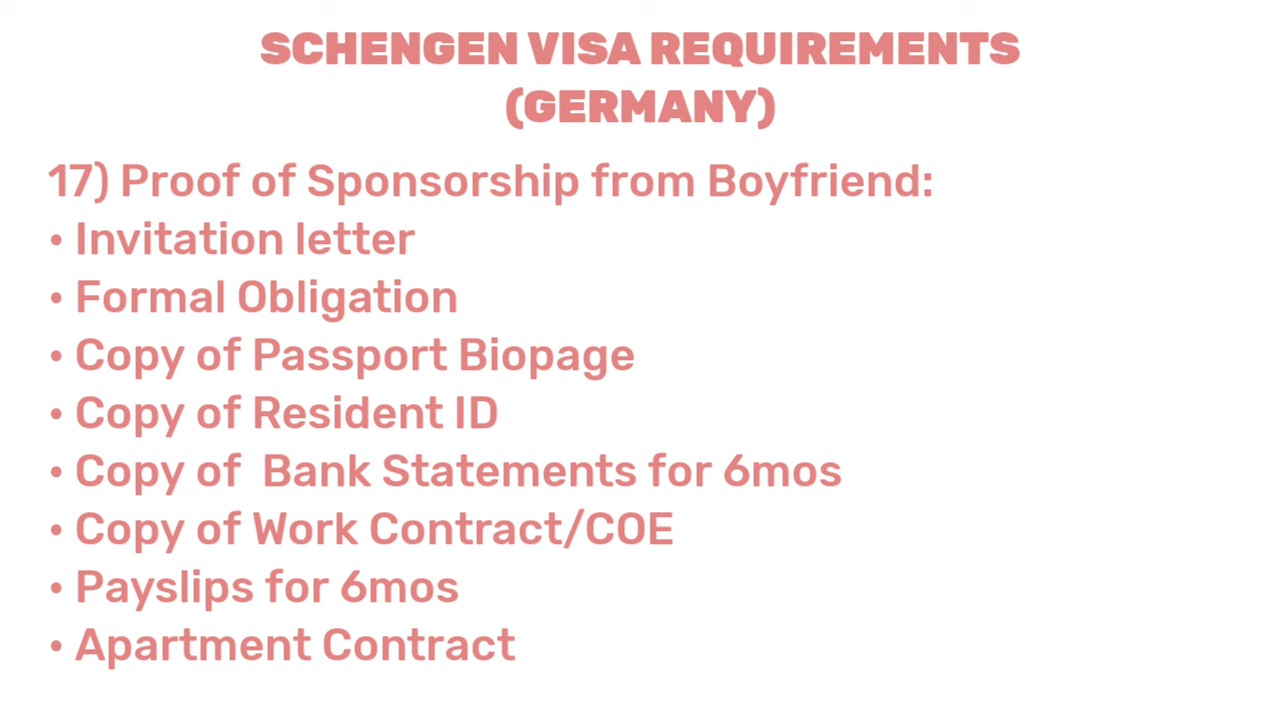 SCHENGEN VISA REQUIREMENTS
(GERMANY)
17) Proof of Sponsorship from Boyfriend:
• Invitation letter
• Formal Obligation
• Copy of Passport Biopage
• Copy of Resident ID
• Copy of  Bank Statements for 6mos
• Copy of Work Contract/COE
• Payslips for 6mos
• Apartment Contract